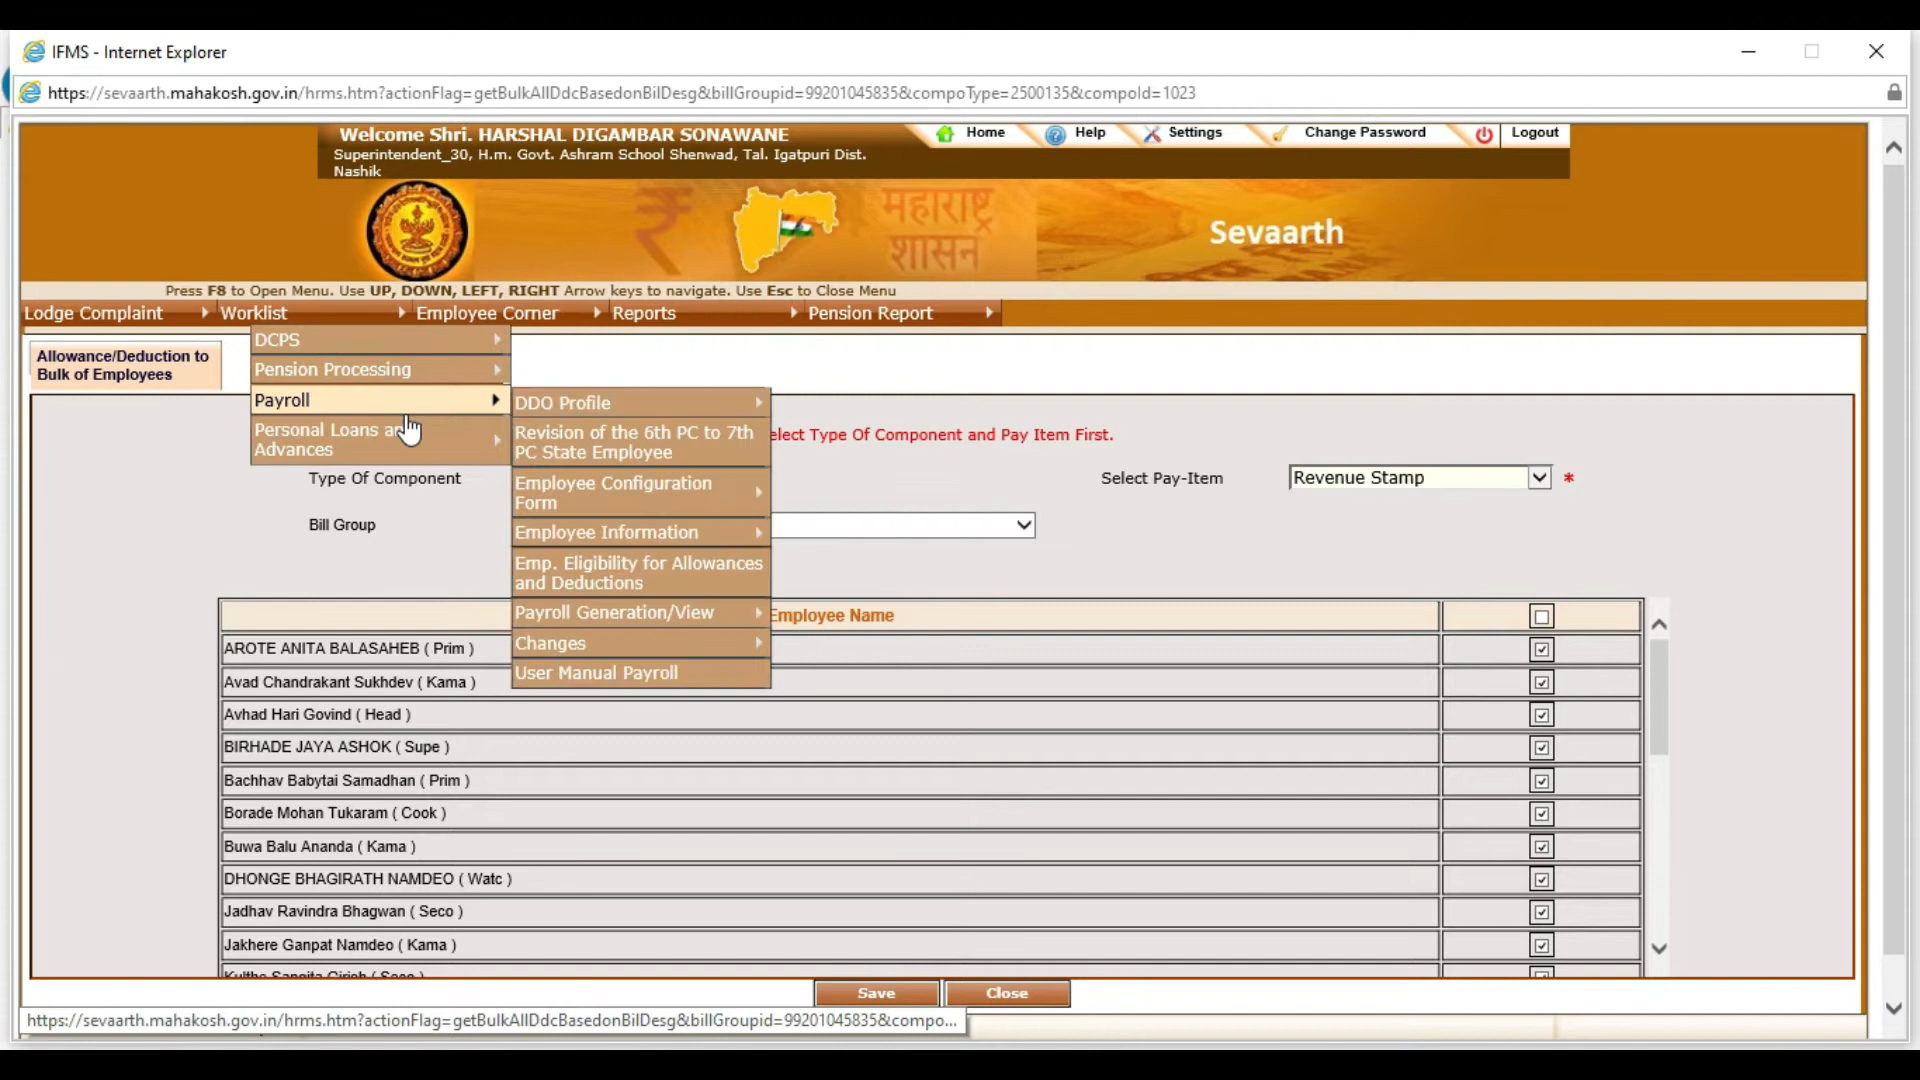 IFMS - Internet Explorer
https://sevaarth.mahakosh.gov.in/hrms.htm?actionFlag=getBulkAllDdcBasedonBilDesg&billGroupid=99201045835&compoType=2500135&compoId=1023
Welcome Shri. HARSHAL DIGAMBAR SONAWANE
Superintendent_30, H.m. Govt. Ashram School Shenwad, Tal. Igatpuri Dist.
Nashik
Home Help Settings Change Password Logout
महाराष्ट्र
शासन
Sevaarth
Press F8 to Open Menu. Use UP, DOWN, LEFT, RIGHT Arrow keys to navigate. Use Esc to Close Menu
Lodge Complaint Worklist Employee Corner Reports Pension Report
Allowance/Deduction to
Bulk of Employees
DCPS
Pension Processing
Payroll
Personal Loans
Advances
DDO Profile
Revision of the 6th PC to 7th
PC State Employee
Employee Configuration
Form
Employee Information
Emp. Eligibility for Allowances
and Deductions
Payroll Generation/View
Changes
User Manual Payroll
elect Type Of Component and Pay Item First.
Type Of Component
Select Pay-Item Revenue Stamp *
Bill Group
Employee Name
AROTE ANITA BALASAHEB ( Prim )
Avad Chandrakant Sukhdev ( Kama )
Avhad Hari Govind ( Head )
BIRHADE JAYA ASHOK ( Supe )
Bachhav Babytai Samadhan ( Prim )
Borade Mohan Tukaram ( Cook )
Buwa Balu Ananda ( Kama )
DHONGE BHAGIRATH NAMDEO ( Watc )
Jadhav Ravindra Bhagwan ( Seco )
Jakhere Ganpat Namdeo ( Kama )
Save Close
https://sevaarth.mahakosh.gov.in/hrms.htm?actionFlag=getBulkAllDdcBasedonBilDesg&billGroupid=99201045835&compo...